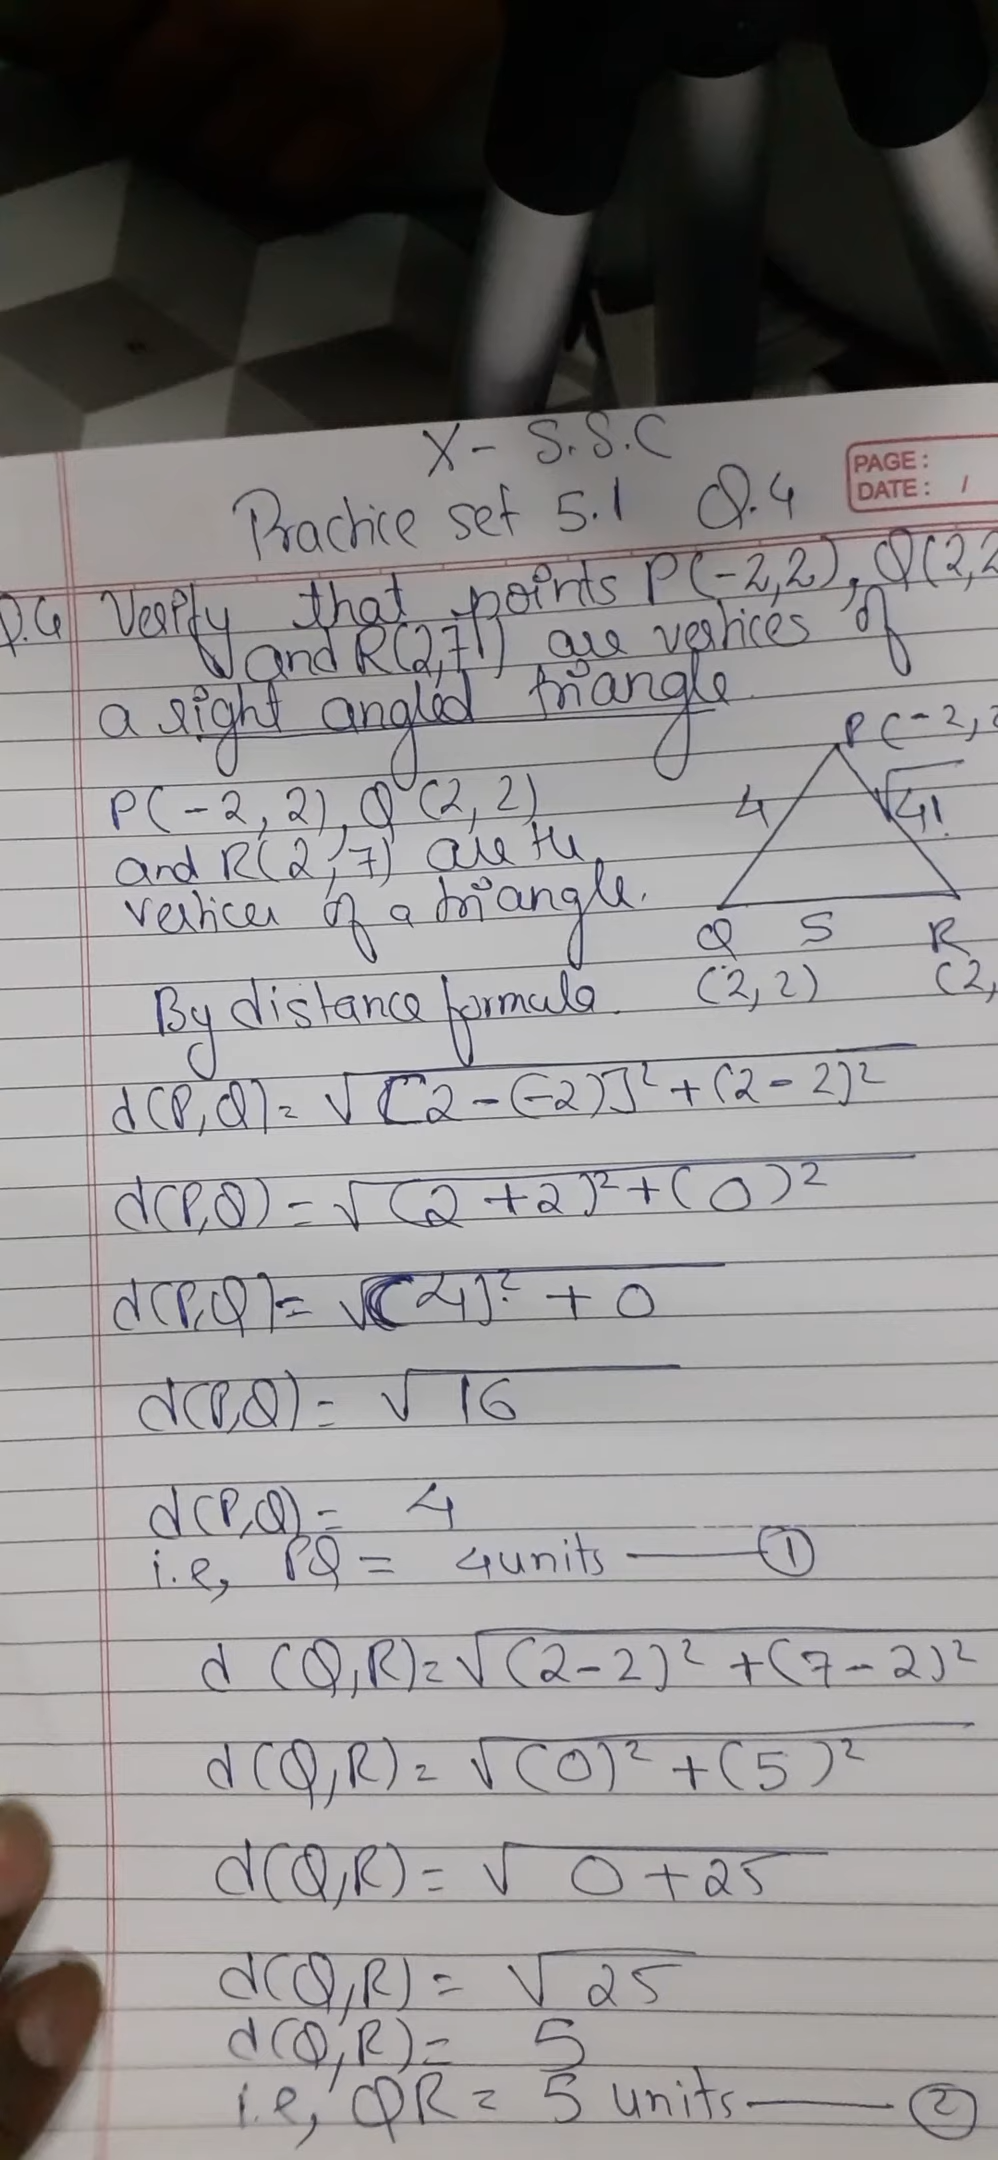 X- S.S.C
PAGE:
DATE: /
Practice set 5.1 Q.4
Q.4 Verify that points P(-2,2), Q(2,2
and R(2,7) are vertices of
a right angled triangle.
P(-2,
4
√41
P(-2, 2), Q (2, 2)
and R(2, 7) are the
vertices of a triangle.
Q 5 R
(2, 2) (2,
By distance formula.
d(P,Q)= √[2-(-2)]²+(2-2)²
d(P,Q)=√(2+2)²+(0)²
d(P,Q)= √(4)²+0
d(P,Q)= √16
d(P,Q)= 4
i.e, PQ = 4units — ①
d (Q,R)=√(2-2)²+(7-2)²
d(Q,R)= √(0)²+(5)²
d(Q,R)= √0+25
d(Q,R)= √25
d(Q,R)= 5
i.e, QR = 5 units — ②